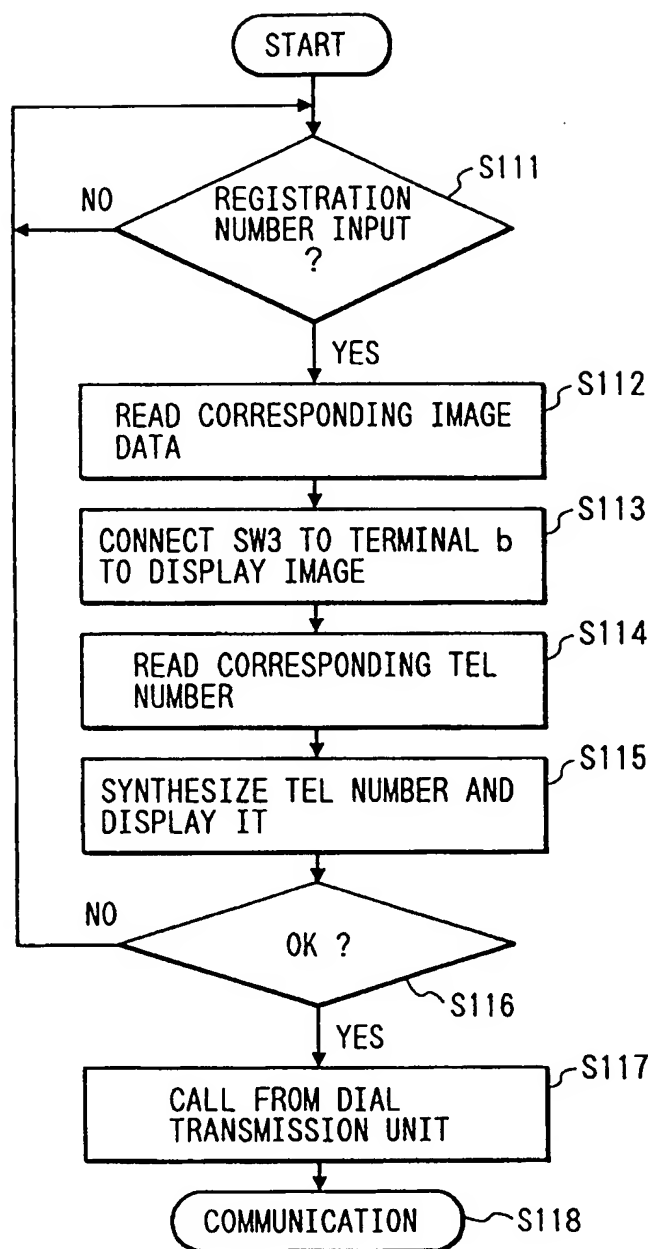 START
S111
REGISTRATION
NUMBER INPUT
?
NO
YES
S112
READ CORRESPONDING IMAGE
DATA
S113
CONNECT SW3 TO TERMINAL b
TO DISPLAY IMAGE
S114
READ CORRESPONDING TEL
NUMBER
S115
SYNTHESIZE TEL NUMBER AND
DISPLAY IT
NO
OK ?
S116
YES
S117
CALL FROM DIAL
TRANSMISSION UNIT
COMMUNICATION
S118